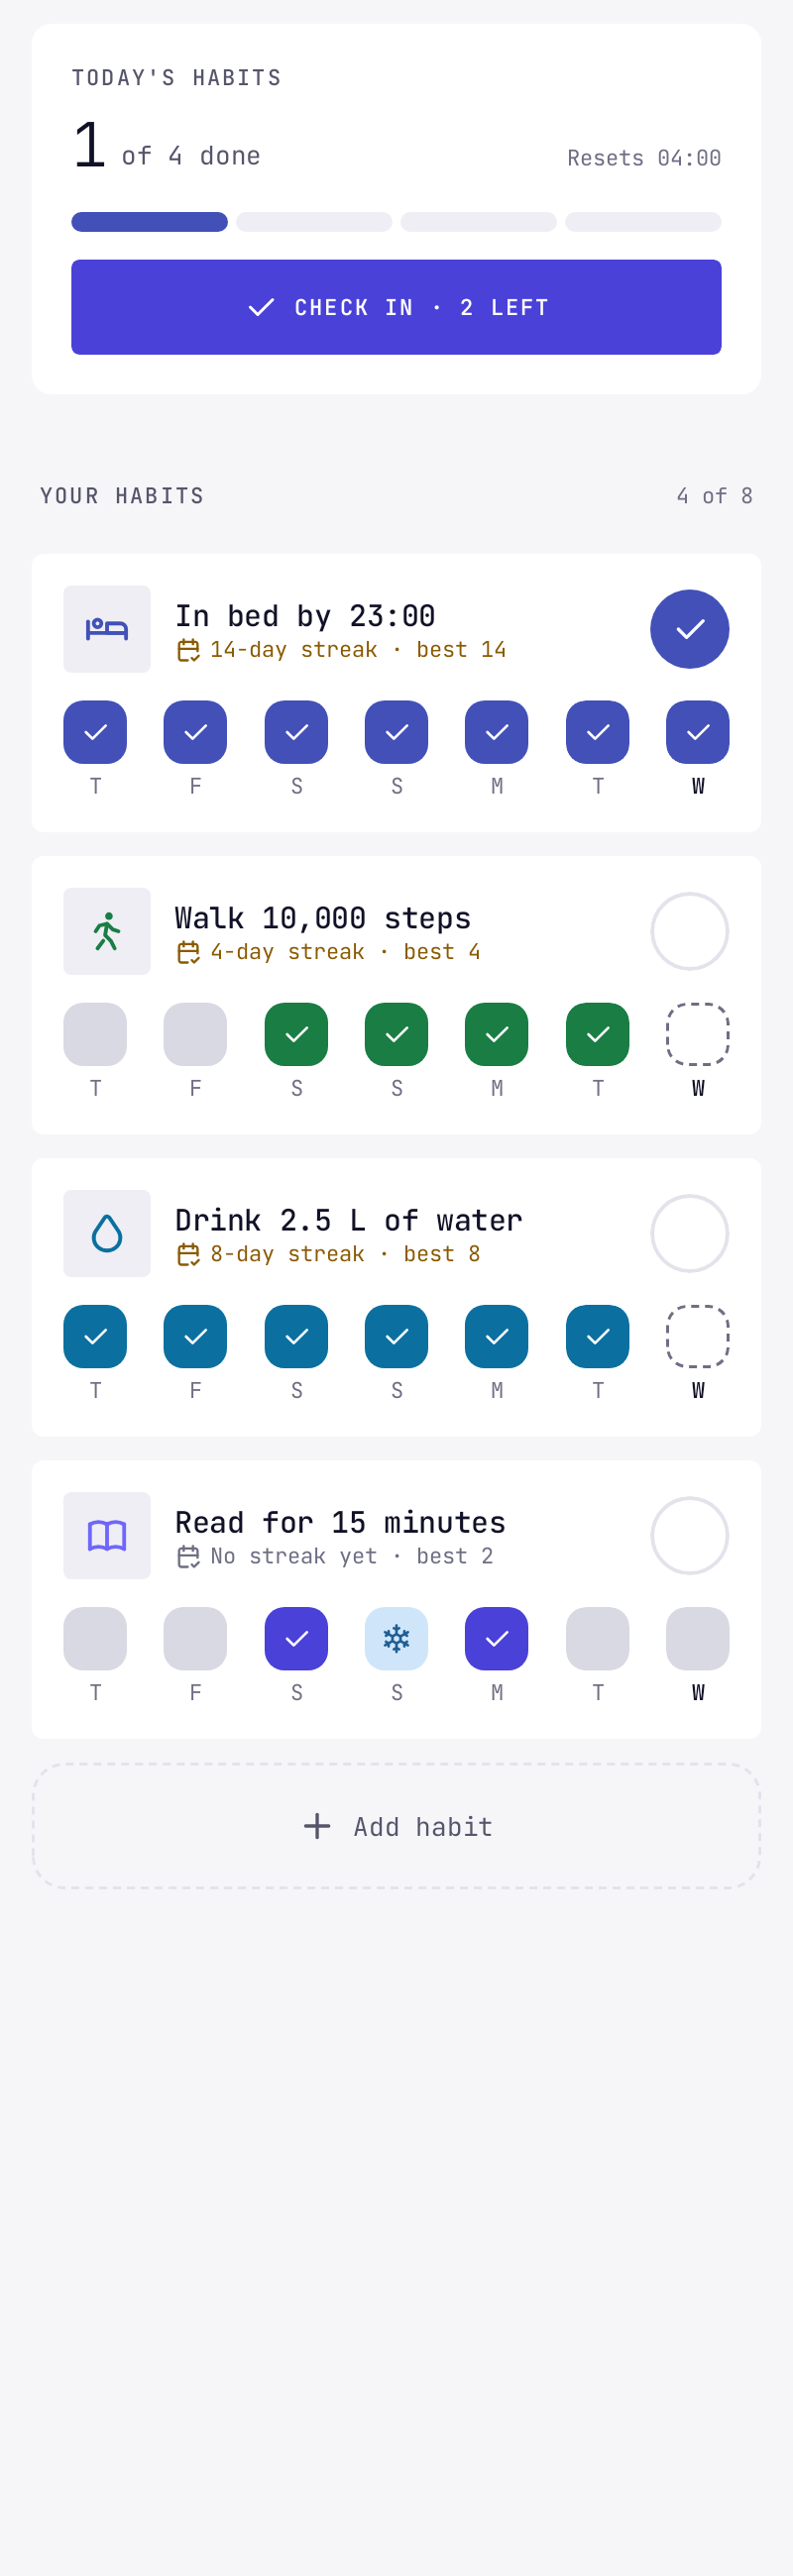 TODAY'S HABITS
1 of 4 done
Resets 04:00
CHECK IN · 2 LEFT
YOUR HABITS
4 of 8
In bed by 23:00
14-day streak · best 14
T F S S M T W
Walk 10,000 steps
4-day streak · best 4
T F S S M T W
Drink 2.5 L of water
8-day streak · best 8
T F S S M T W
Read for 15 minutes
No streak yet · best 2
T F S S M T W
Add habit